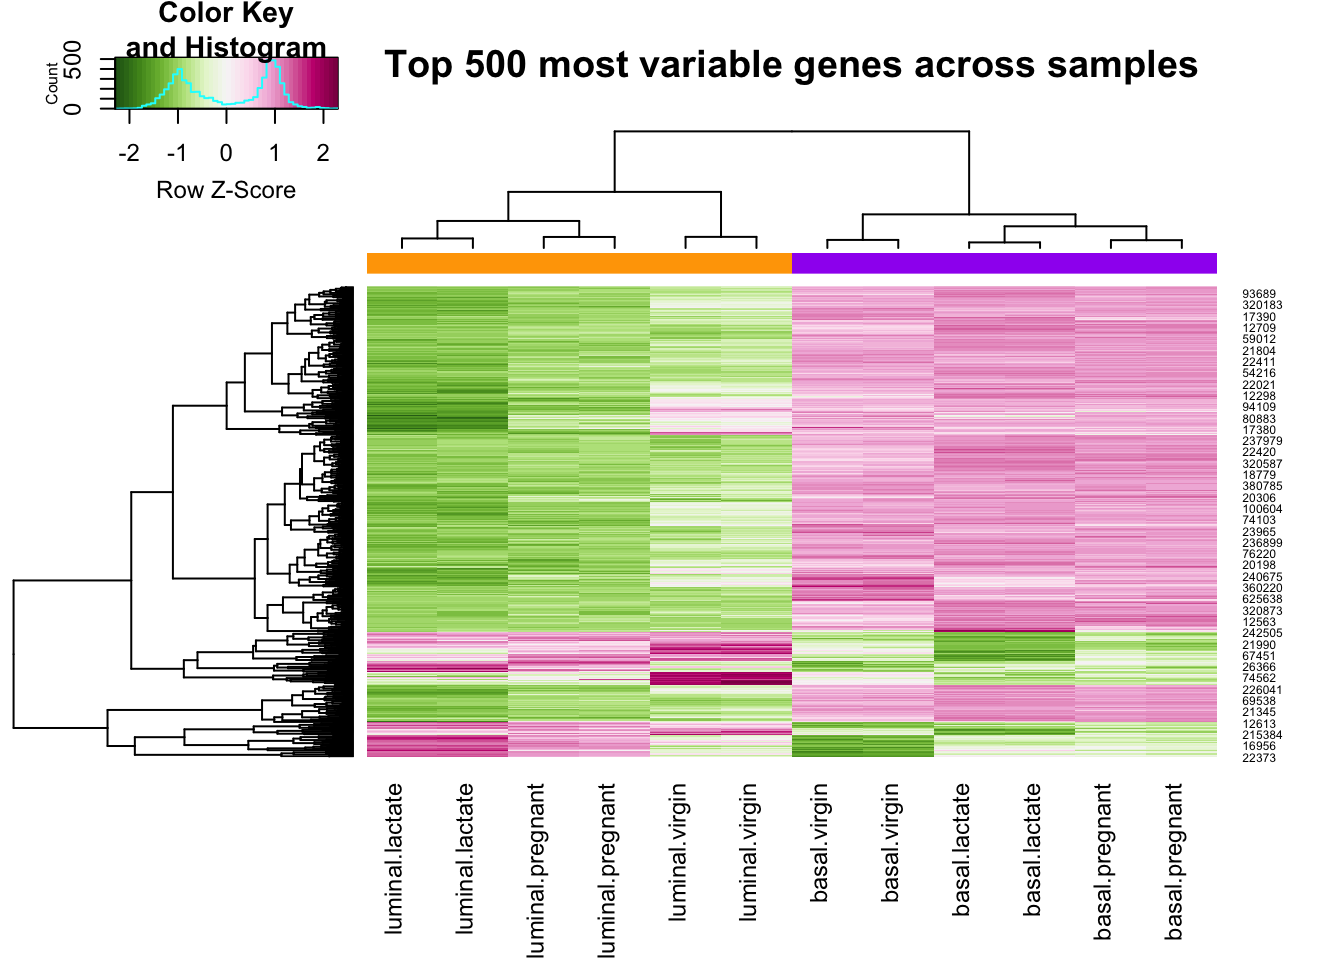 Color Key
and Histogram
Count
0
500
-2 -1 0 1 2
Row Z-Score
Top 500 most variable genes across samples
93689
320183
17390
12709
59012
21804
22411
54216
22021
12298
94109
80883
17380
237979
22420
320587
18779
380785
20306
100604
74103
23965
236899
76220
20198
240675
360220
625638
320873
12563
242505
21990
67451
26366
74562
226041
69538
21345
12613
215384
16956
22373
luminal.lactate
luminal.lactate
luminal.pregnant
luminal.pregnant
luminal.virgin
luminal.virgin
basal.virgin
basal.virgin
basal.lactate
basal.lactate
basal.pregnant
basal.pregnant